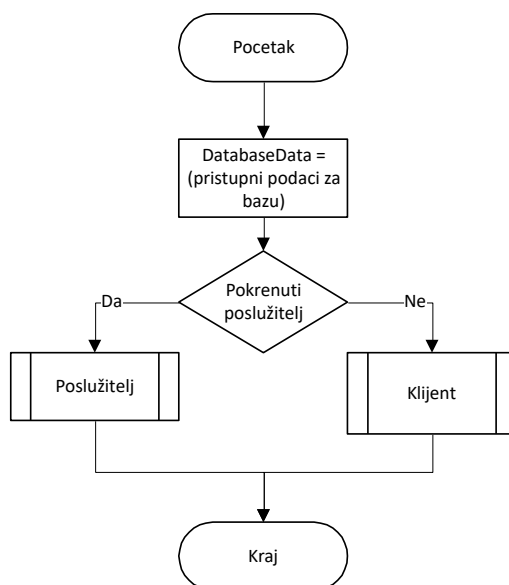 Pocetak
DatabaseData =
(pristupni podaci za
bazu)
Pokrenuti
poslužitelj
Da
Ne
Poslužitelj
Klijent
Kraj